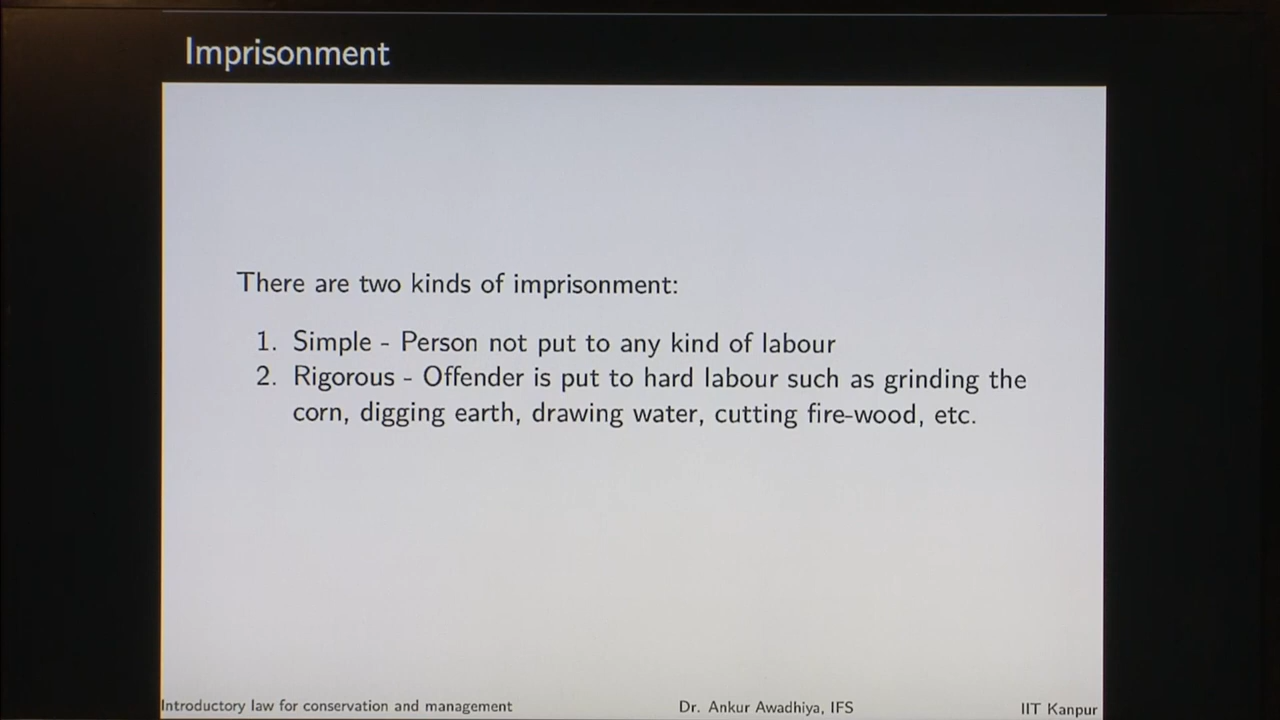 Imprisonment
There are two kinds of imprisonment:
1. Simple - Person not put to any kind of labour
2. Rigorous - Offender is put to hard labour such as grinding the
corn, digging earth, drawing water, cutting fire-wood, etc.
Introductory law for conservation and management Dr. Ankur Awadhiya, IFS IIT Kanpur